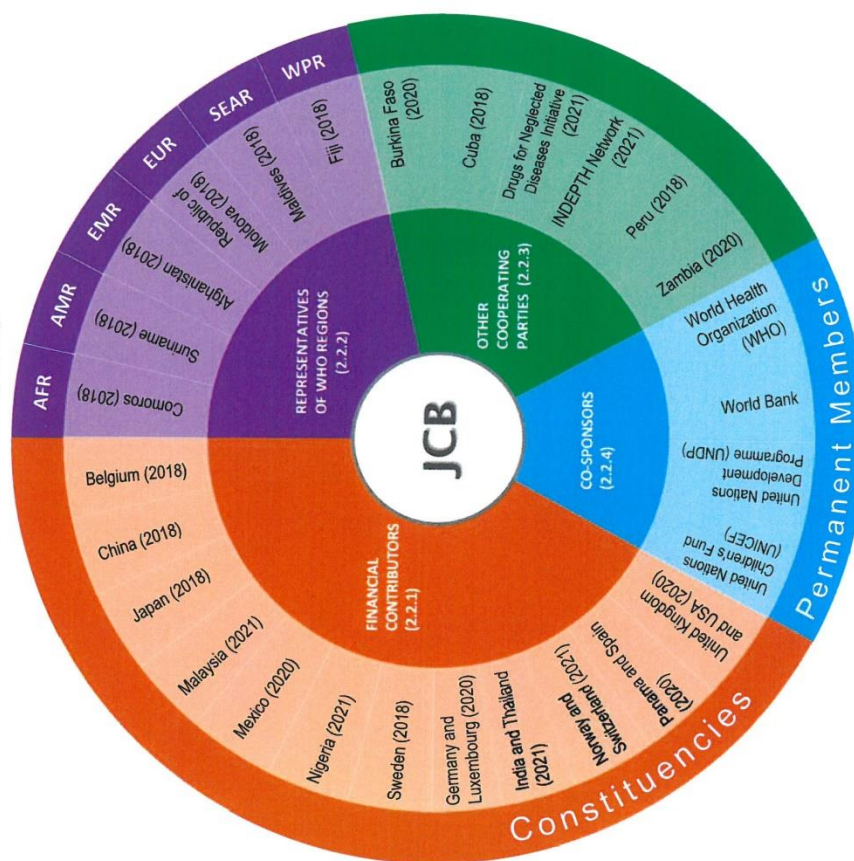 JCB
FINANCIAL
CONTRIBUTORS
(2.2.1)
Belgium (2018)
China (2018)
Japan (2018)
Malaysia (2021)
Mexico (2020)
Nigeria (2021)
Sweden (2018)
Germany and
Luxembourg (2020)
India and Thailand
(2021)
Norway and
Switzerland (2021)
Panama and Spain
(2020)
United Kingdom
and USA (2020)
Constituencies
REPRESENTATIVES
OF WHO REGIONS
(2.2.2)
AFR
Comoros (2018)
AMR
Suriname (2018)
EMR
Afghanistan (2018)
EUR
Republic of
Moldova (2018)
SEAR
Maldives (2018)
WPR
Fiji (2018)
OTHER
COOPERATING
PARTIES (2.2.3)
Burkina Faso
(2020)
Cuba (2018)
Drugs for Neglected
Diseases Initiative
(2021)
INDEPTH Network
(2021)
Peru (2018)
Zambia (2020)
CO-SPONSORS
(2.2.4)
World Health
Organization
(WHO)
World Bank
United Nations
Development
Programme (UNDP)
United Nations
Children's Fund
(UNICEF)
Permanent Members